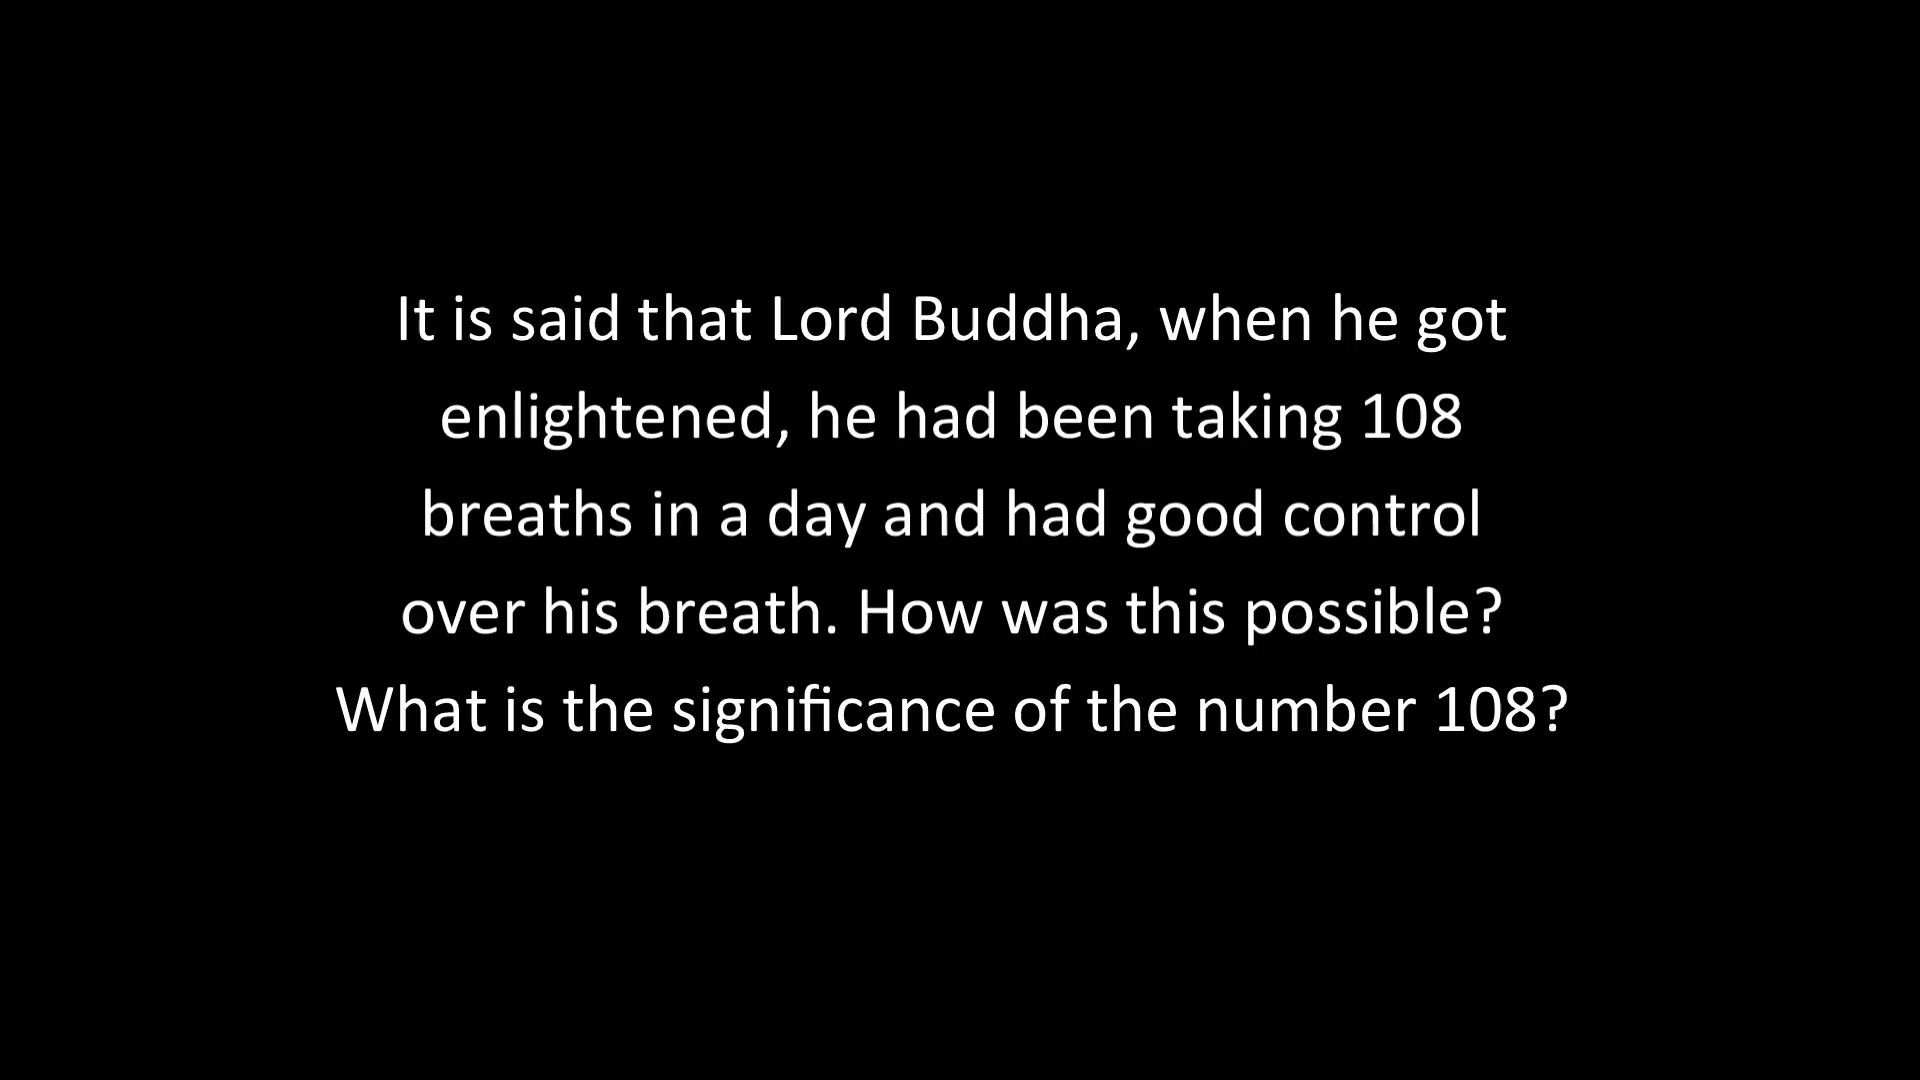 It is said that Lord Buddha, when he got
enlightened, he had been taking 108
breaths in a day and had good control
over his breath. How was this possible?
What is the significance of the number 108?